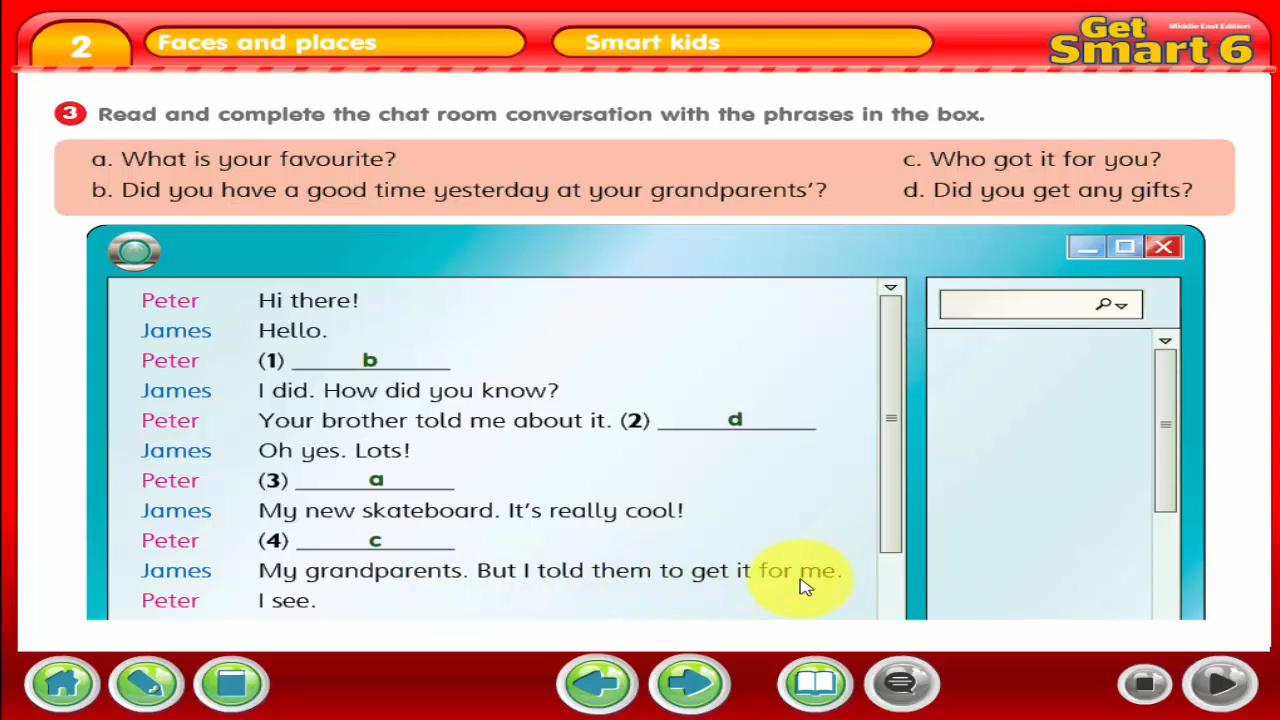 2 Faces and places Smart kids Get Smart 6 Middle East Edition
3 Read and complete the chat room conversation with the phrases in the box.
a. What is your favourite? c. Who got it for you?
b. Did you have a good time yesterday at your grandparents'? d. Did you get any gifts?
Peter Hi there!
James Hello.
Peter (1) b
James I did. How did you know?
Peter Your brother told me about it. (2) d
James Oh yes. Lots!
Peter (3) a
James My new skateboard. It's really cool!
Peter (4) c
James My grandparents. But I told them to get it for me.
Peter I see.